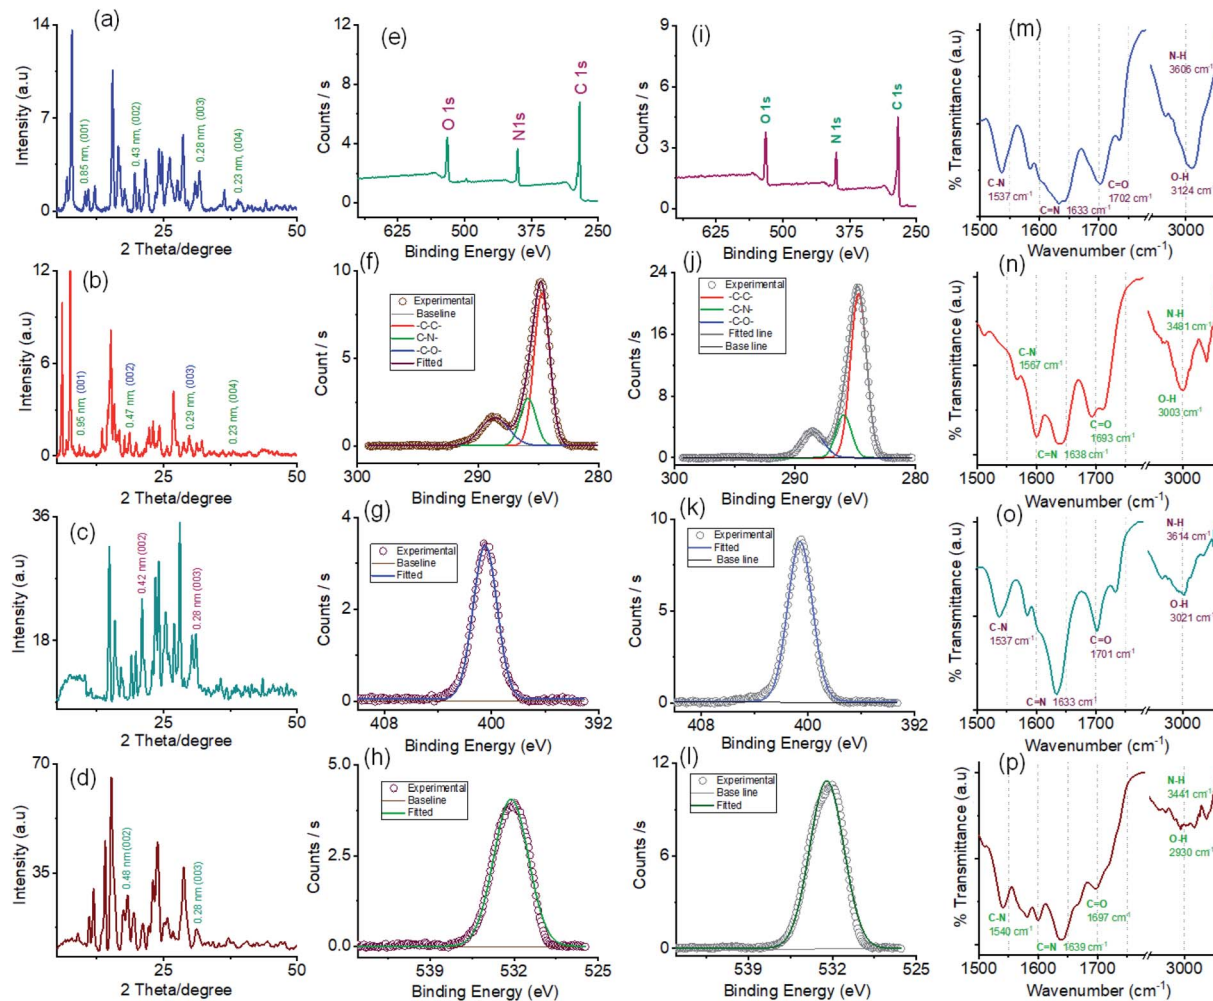 (a)
14
7
0
Intensity (a.u)
0.85 nm, (001)
0.43 nm, (002)
0.28 nm (003)
0.23 nm, (004)
25
50
2 Theta/degree
(e)
12
8
4
0
Counts / s
O 1s
N 1s
C 1s
625
500
375
250
Binding Energy (eV)
(i)
12
8
4
0
Counts / s
O 1s
N 1s
C 1s
625
500
375
250
Binding Energy (eV)
(m)
% Transmittance (a.u)
N-H
3606 cm-1
C-N
1537 cm-1
C=N 1633 cm-1
C=O
1702 cm-1
O-H
3124 cm-1
1500
1600
1700
3000
Wavenumber (cm-1)
(b)
12
6
0
Intensity (a.u)
0.95 nm, (001)
0.47 nm, (002)
0.29 nm, (003)
0.23 nm, (004)
25
50
2 Theta/degree
(f)
10
5
0
Count / s
Experimental
Baseline
-C-C-
C-N-
-C-O-
Fitted
300
290
280
Binding Energy (eV)
(j)
24
18
12
6
0
Counts / s
Experimental
-C-C-
-C-N-
-C-O-
Fitted line
Base line
300
290
280
Binding Energy (eV)
(n)
% Transmittance (a.u)
N-H
3481 cm-1
C-N
1567 cm-1
C=O
1693 cm-1
C=N 1638 cm-1
O-H
3003 cm-1
1500
1600
1700
3000
Wavenumber (cm-1)
(c)
36
18
Intensity (a.u)
0.42 nm (002)
0.28 nm (003)
25
50
2 Theta/degree
(g)
4
2
0
Counts / s
Experimental
Baseline
Fitted
408
400
392
Binding Energy (eV)
(k)
10
5
0
Counts / s
Experimental
Fitted
Base line
408
400
392
Binding Energy (eV)
(o)
% Transmittance (a.u)
N-H
3614 cm-1
C-N
1537 cm-1
C=O
1701 cm-1
C=N 1633 cm-1
O-H
3021 cm-1
1500
1600
1700
3000
Wavenumber (cm-1)
(d)
70
35
Intensity (a.u)
0.48 nm (002)
0.28 nm (003)
25
50
2 Theta/degree
(h)
5.0
2.5
0.0
Counts / s
Experimental
Baseline
Fitted
539
532
525
Binding Energy (eV)
(l)
12
6
0
Counts / s
Experimental
Base line
Fitted
539
532
525
Binding Energy (eV)
(p)
% Transmittance (a.u)
N-H
3441 cm-1
O-H
2930 cm-1
C-N
1540 cm-1
C=O
1697 cm-1
C=N 1639 cm-1
1500
1600
1700
3000
Wavenumber (cm-1)